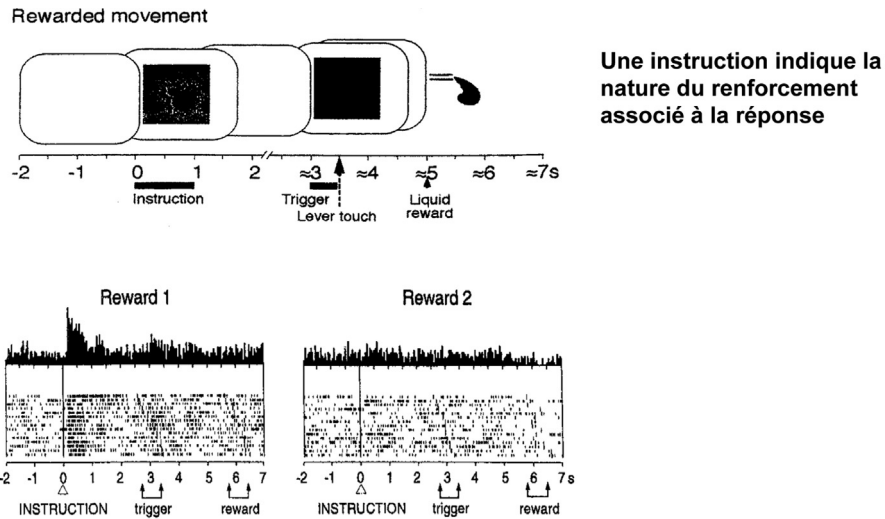 Rewarded movement
Une instruction indique la
nature du renforcement
associé à la réponse
-2 -1 0 1 2 ≈3 ≈4 ≈5 ≈6 ≈7s
Instruction Trigger Liquid
Lever touch reward
Reward 1 Reward 2
-2 -1 0 1 2 3 4 5 6 7 -2 -1 0 1 2 3 4 5 6 7 s
INSTRUCTION trigger reward INSTRUCTION trigger reward